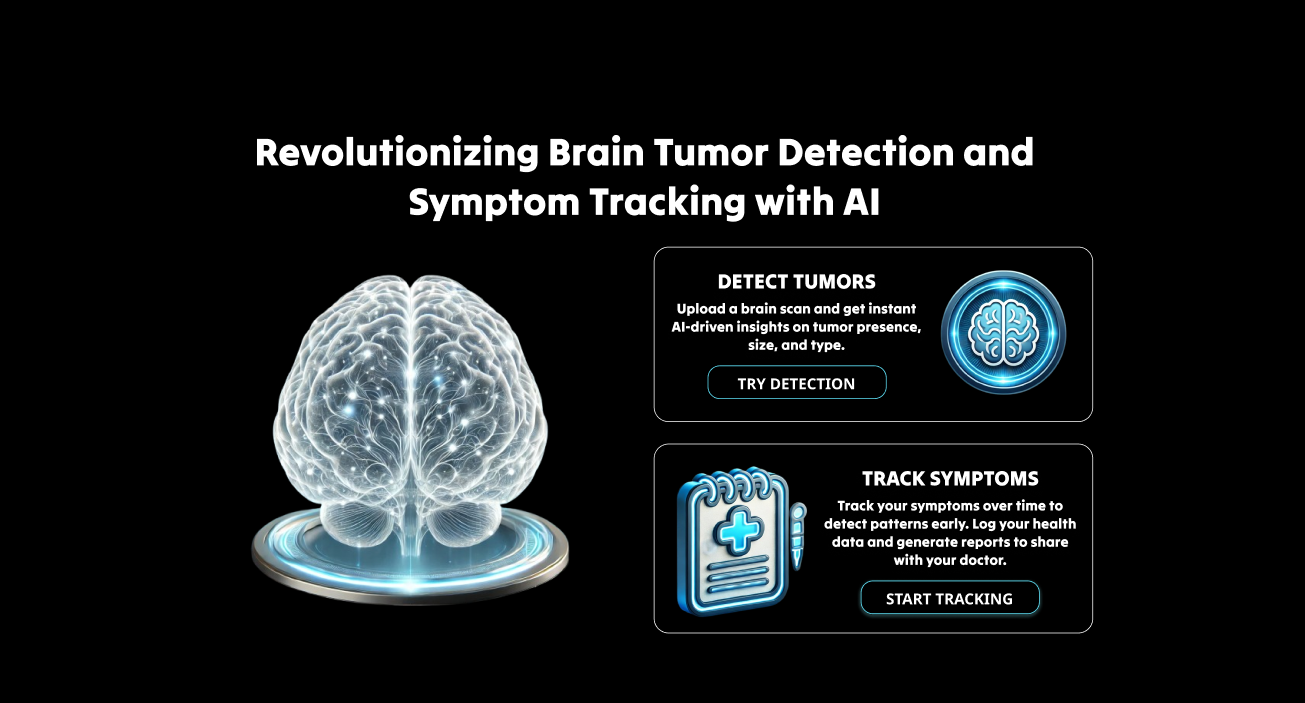 Revolutionizing Brain Tumor Detection and
Symptom Tracking with AI
DETECT TUMORS
Upload a brain scan and get instant
AI-driven insights on tumor presence,
size, and type.
TRY DETECTION
TRACK SYMPTOMS
Track your symptoms over time to
detect patterns early. Log your health
data and generate reports to share
with your doctor.
START TRACKING